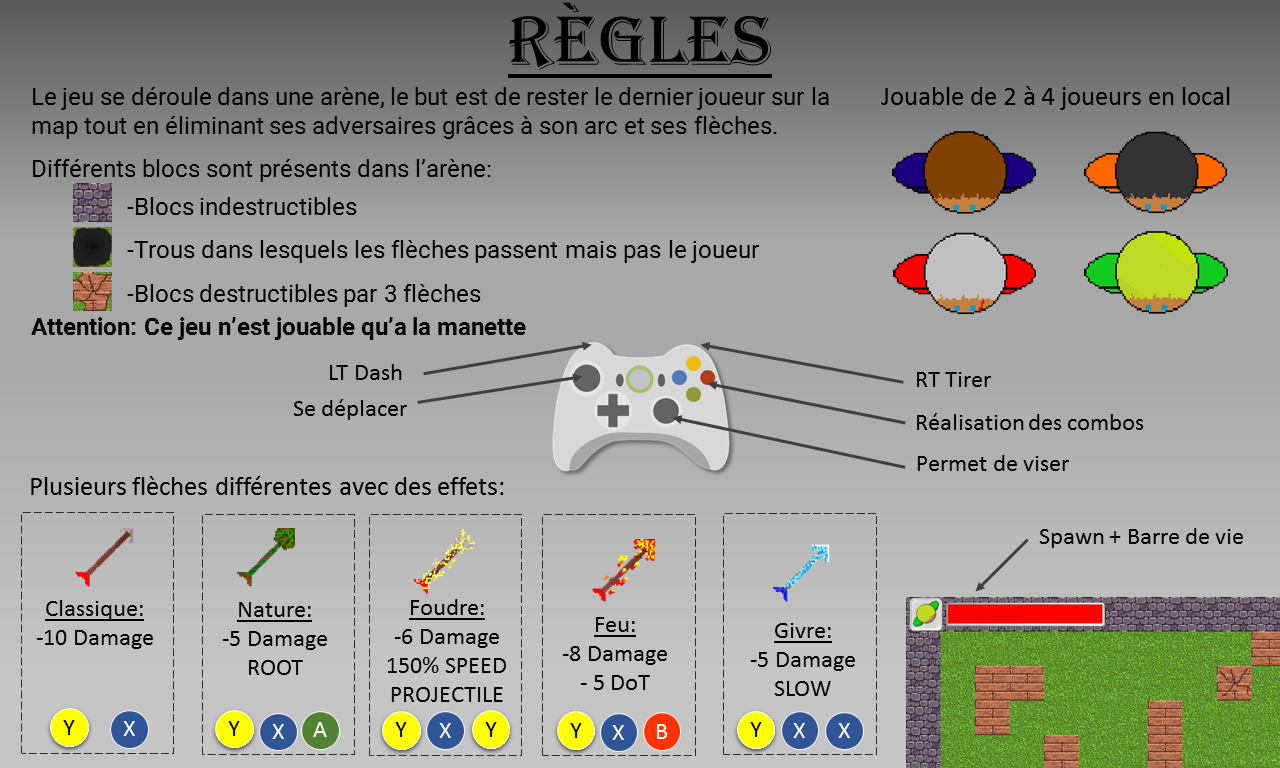 RÈGLES
Le jeu se déroule dans une arène, le but est de rester le dernier joueur sur la
map tout en éliminant ses adversaires grâces à son arc et ses flèches.
Jouable de 2 à 4 joueurs en local
Différents blocs sont présents dans l'arène:
-Blocs indestructibles
-Trous dans lesquels les flèches passent mais pas le joueur
-Blocs destructibles par 3 flèches
Attention: Ce jeu n'est jouable qu'a la manette
LT Dash
Se déplacer
RT Tirer
Réalisation des combos
Permet de viser
Plusieurs flèches différentes avec des effets:
Classique:
-10 Damage
Y X
Nature:
-5 Damage
ROOT
Y X A
Foudre:
-6 Damage
150% SPEED
PROJECTILE
Y X Y
Feu:
-8 Damage
- 5 DoT
Y X B
Givre:
-5 Damage
SLOW
Y X X
Spawn + Barre de vie